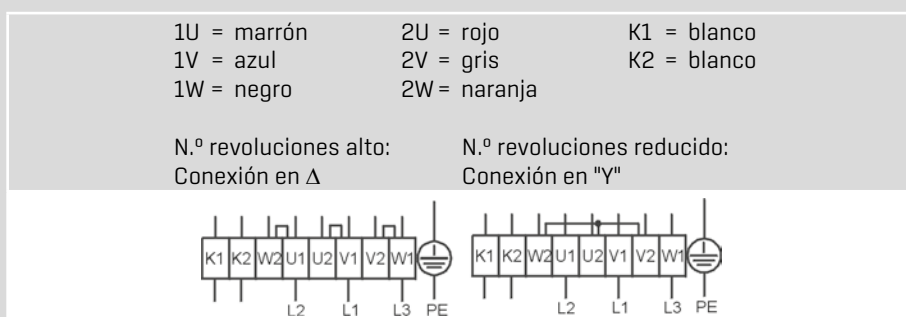 1U = marrón 2U = rojo K1 = blanco
1V = azul 2V = gris K2 = blanco
1W = negro 2W = naranja
N.º revoluciones alto: N.º revoluciones reducido:
Conexión en Δ Conexión en "Y"
K1 K2 W2 U1 U2 V1 V2 W1 K1 K2 W2 U1 U2 V1 V2 W1
L2 L1 L3 PE L2 L1 L3 PE